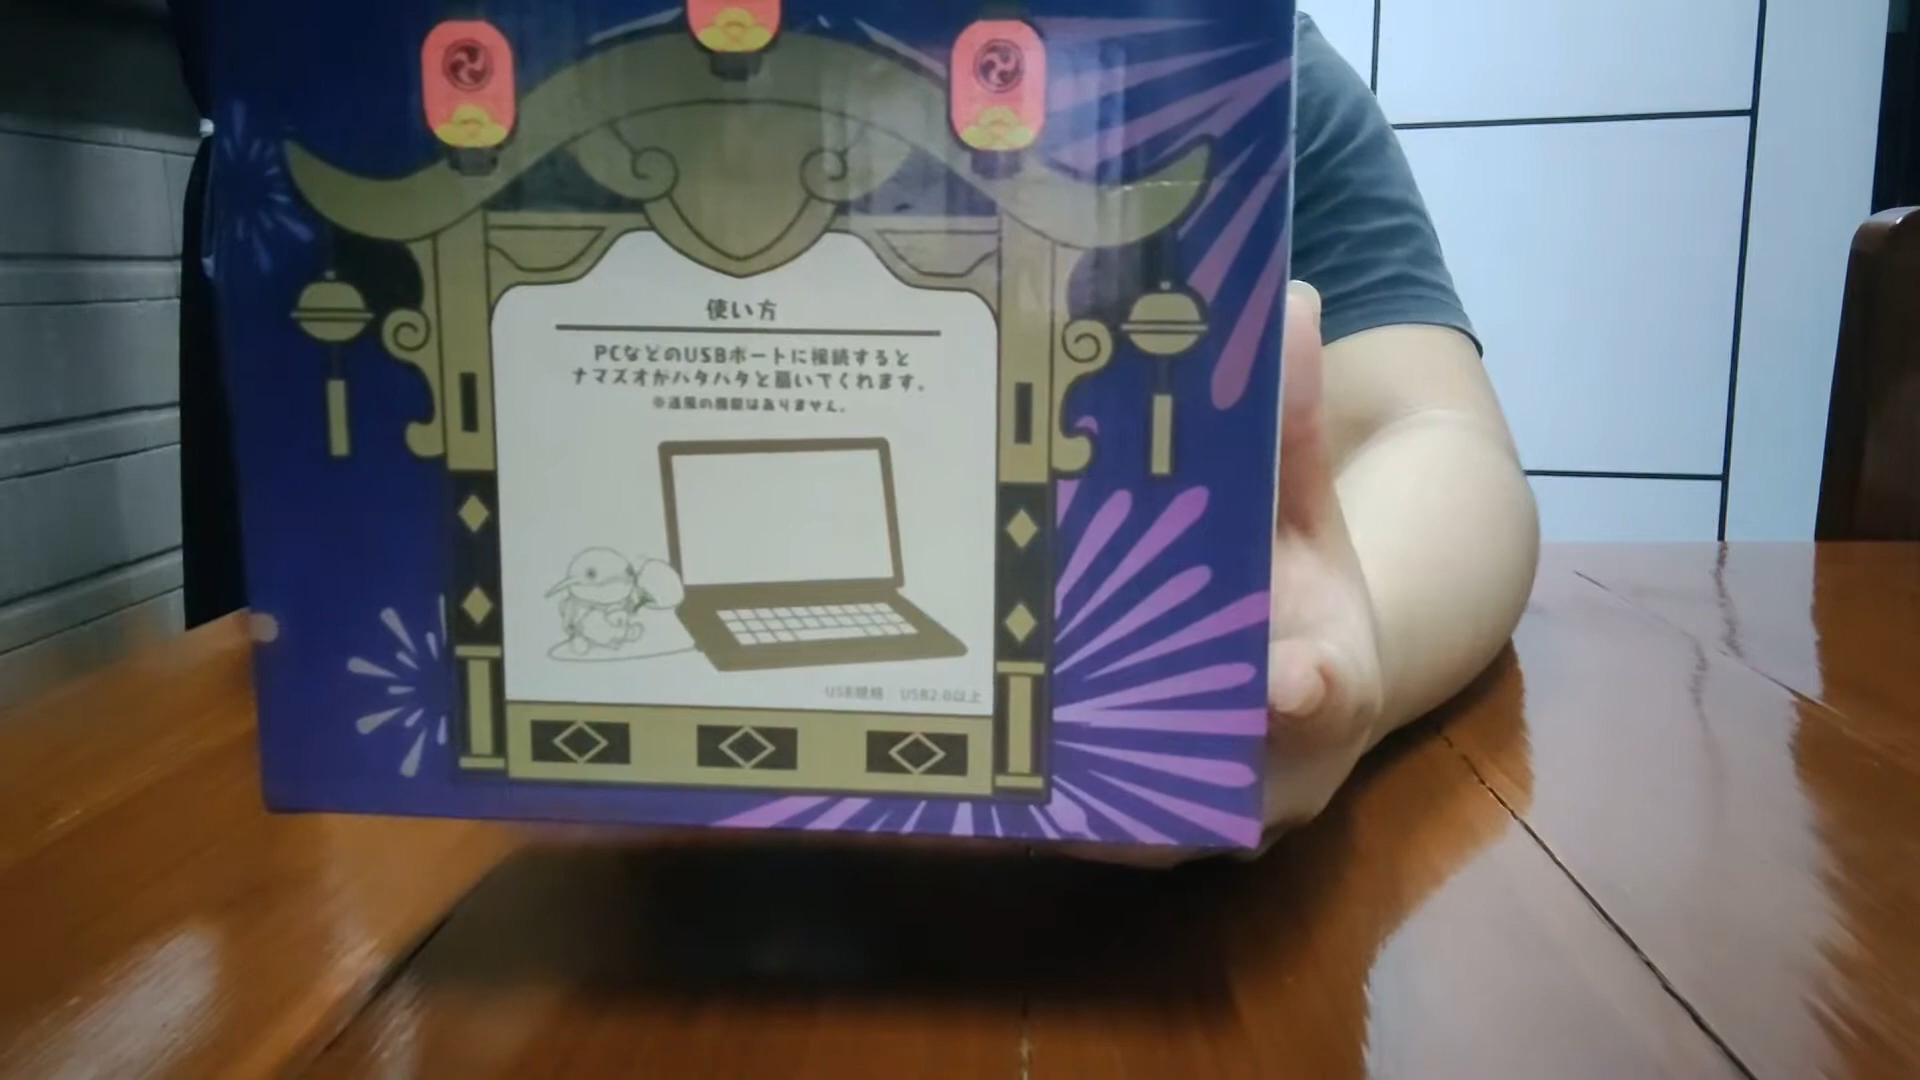 使い方
PCなどのUSBポートに接続すると
ナマズオがパタパタと扇いでくれます。
※送風の機能はありません。
USB規格 USB2.0以上